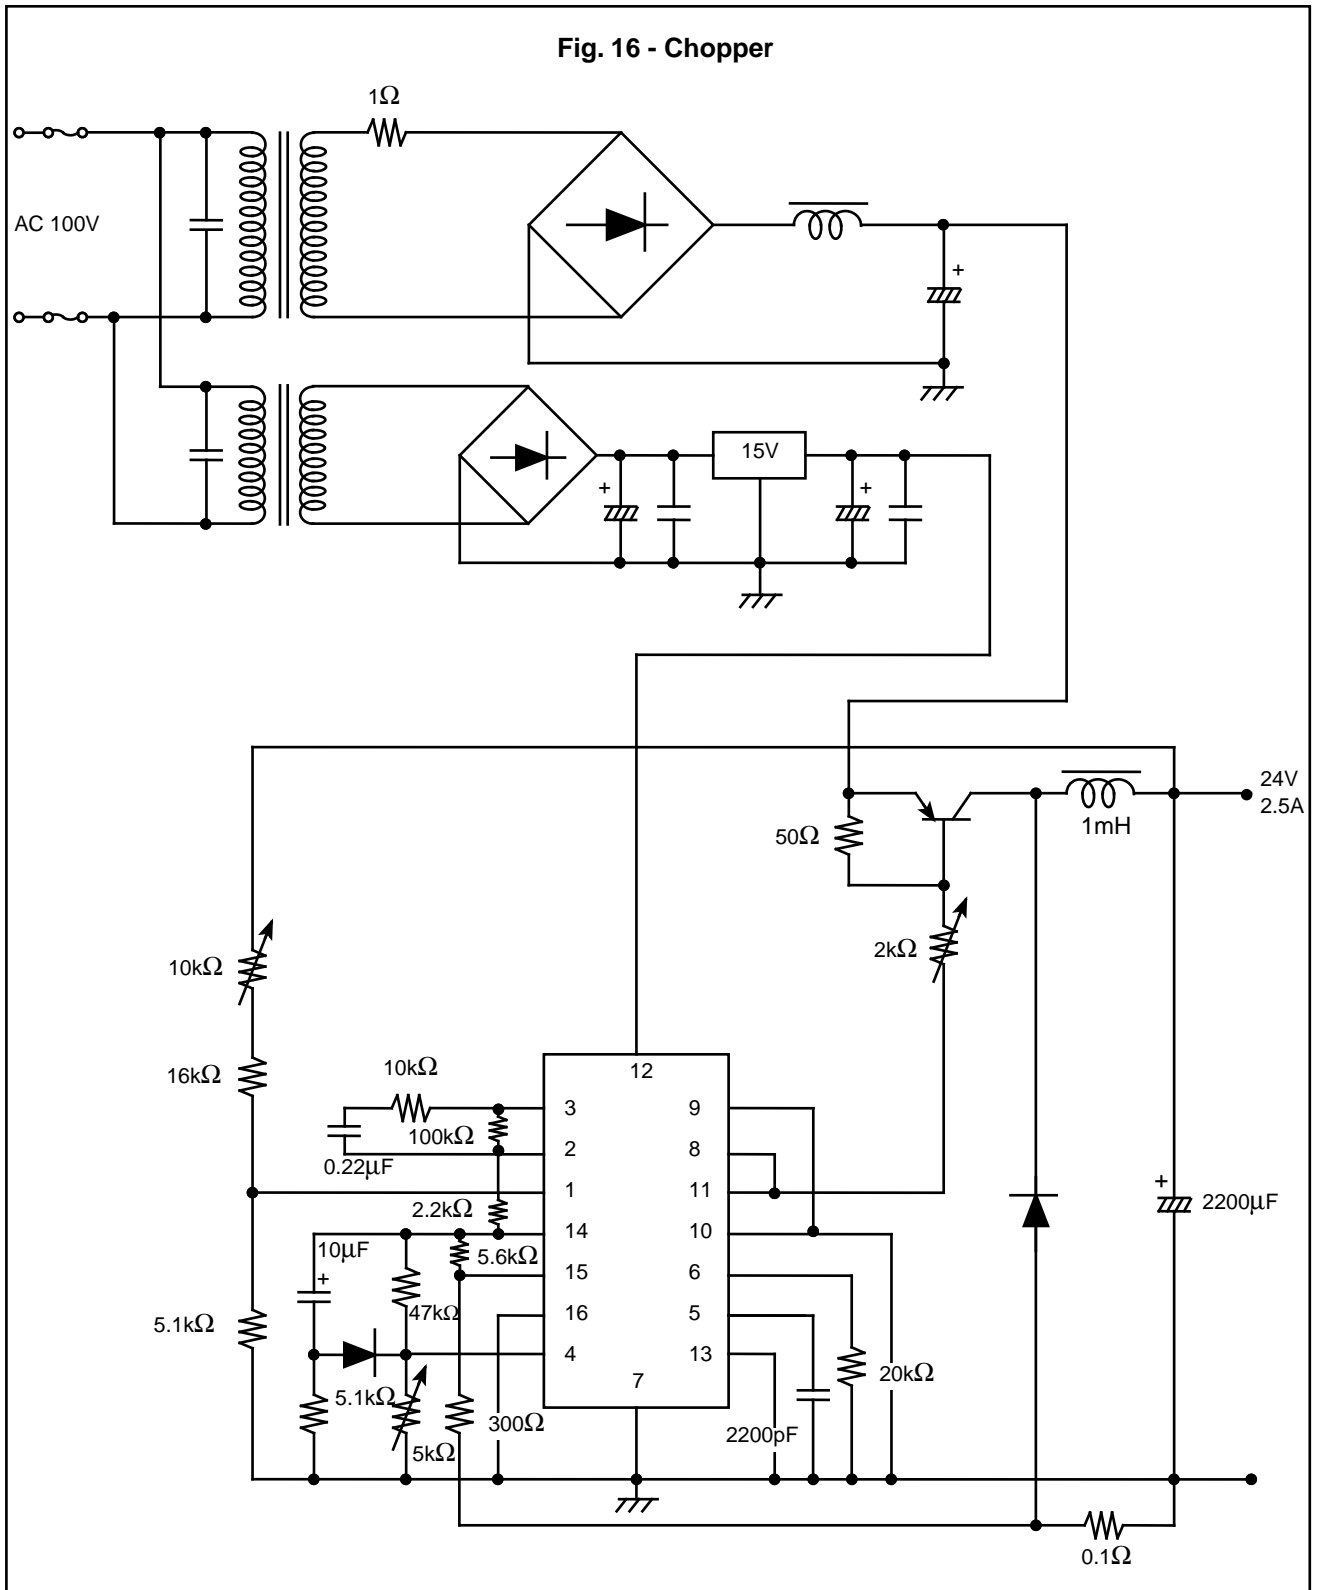 Fig. 16 - Chopper
1Ω
AC 100V
+
15V
+
+
24V
2.5A
1mH
50Ω
2kΩ
10kΩ
16kΩ
5.1kΩ
10kΩ
100kΩ
0.22μF
2.2kΩ
10μF
+
5.6kΩ
47kΩ
5.1kΩ
5kΩ
300Ω
12
3
2
1
14
15
16
4
7
9
8
11
10
6
5
13
20kΩ
2200pF
+
2200μF
0.1Ω